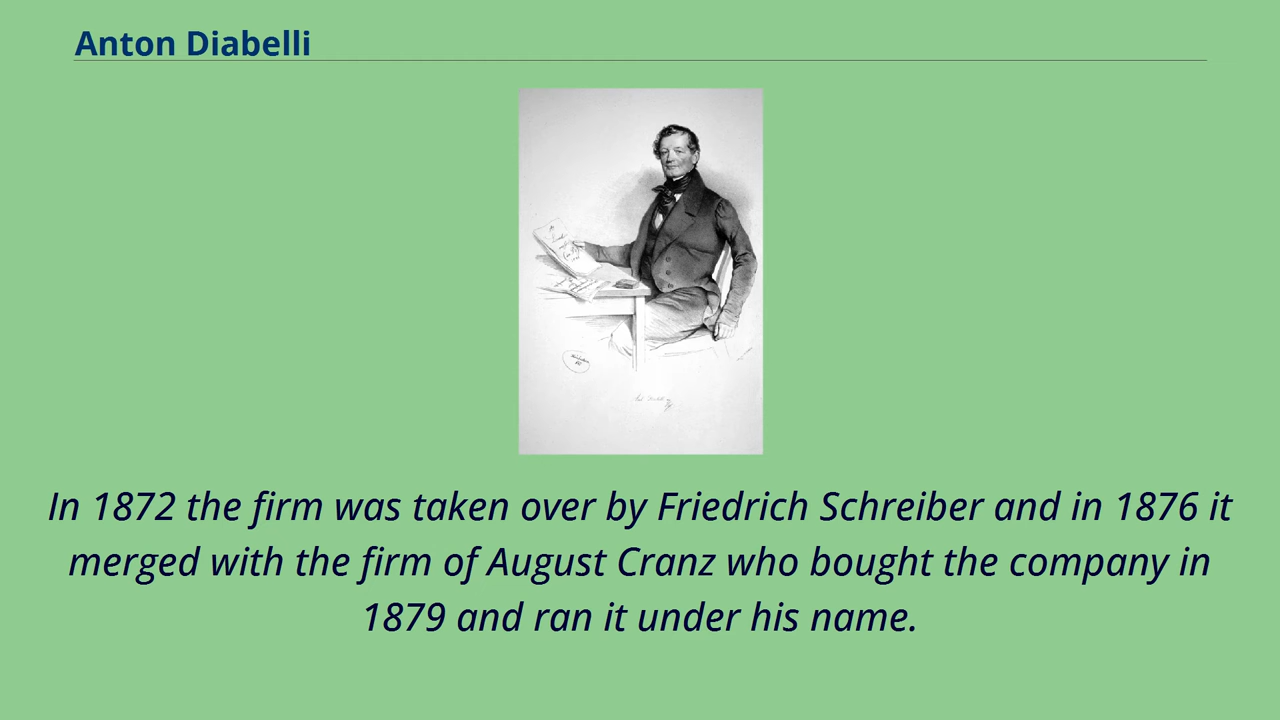 Anton Diabelli
In 1872 the firm was taken over by Friedrich Schreiber and in 1876 it
merged with the firm of August Cranz who bought the company in
1879 and ran it under his name.